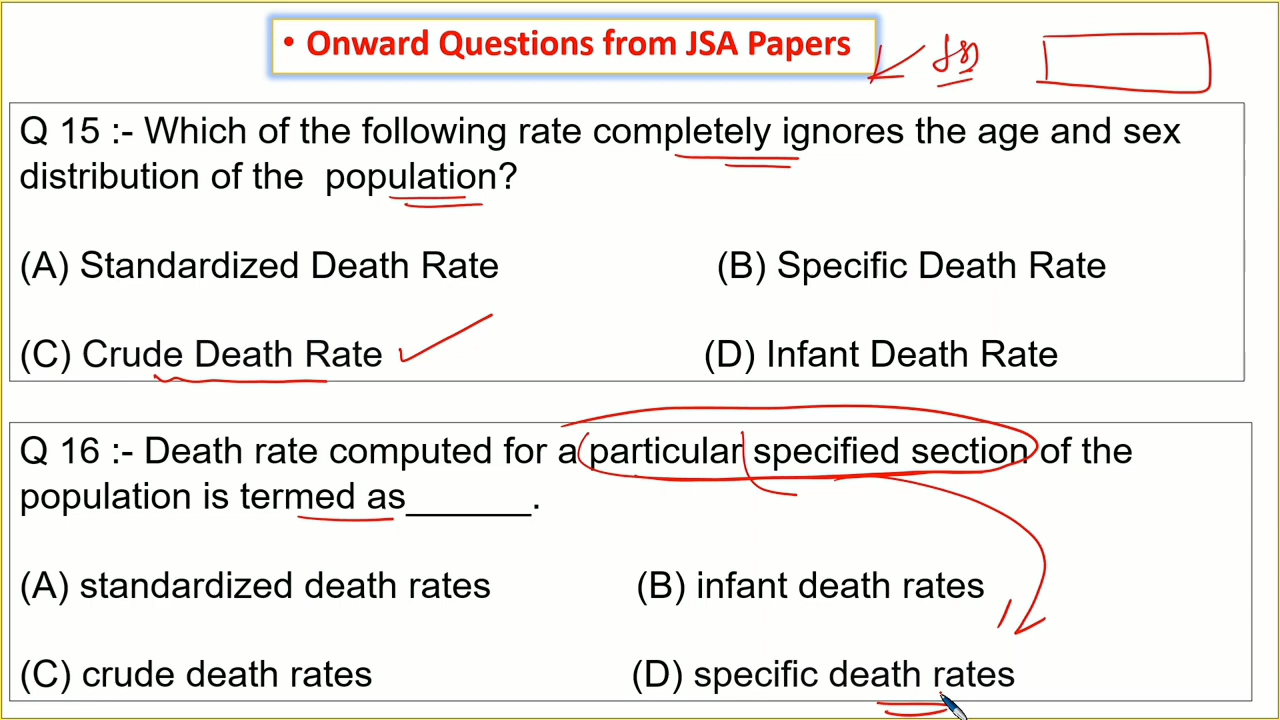 • Onward Questions from JSA Papers
Q 15 :- Which of the following rate completely ignores the age and sex
distribution of the population?
(A) Standardized Death Rate (B) Specific Death Rate
(C) Crude Death Rate (D) Infant Death Rate
Q 16 :- Death rate computed for a particular specified section of the
population is termed as______.
(A) standardized death rates (B) infant death rates
(C) crude death rates (D) specific death rates